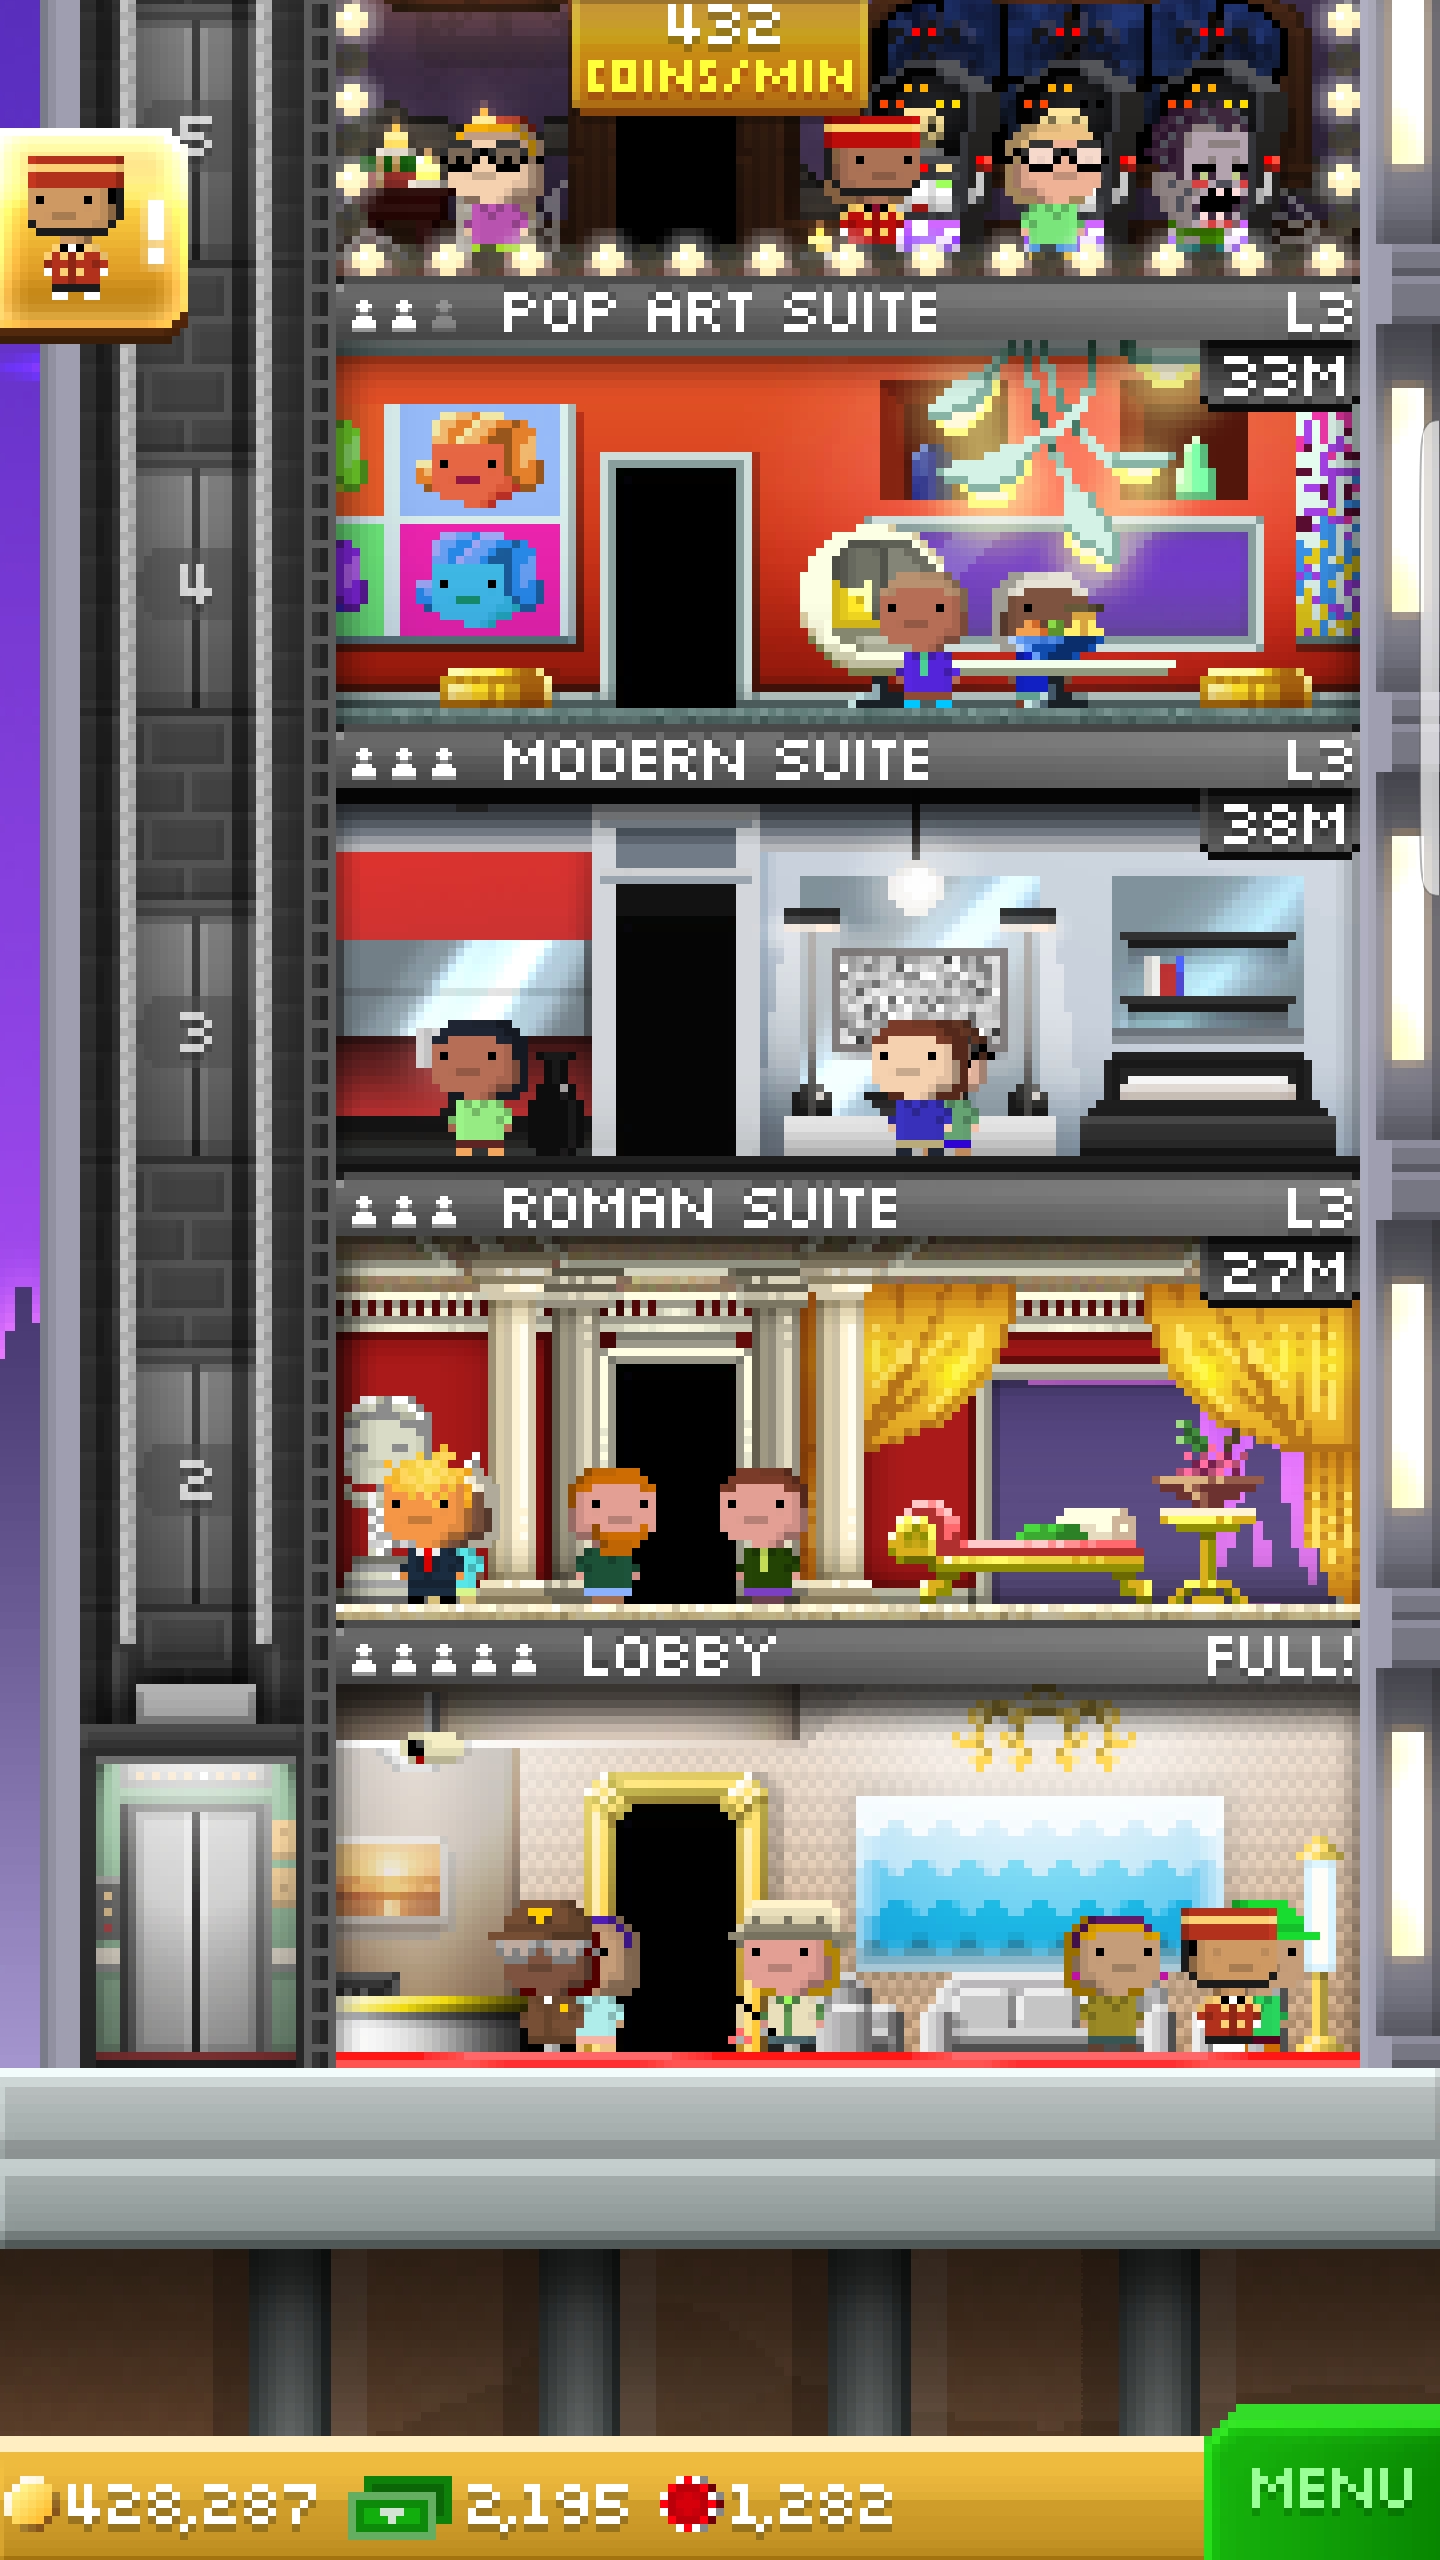 432
COINS/MIN
5
!
POP ART SUITE L3
33M
4
MODERN SUITE L3
38M
3
ROMAN SUITE L3
27M
2
LOBBY FULL!
428,287 2,195 1,282
MENU